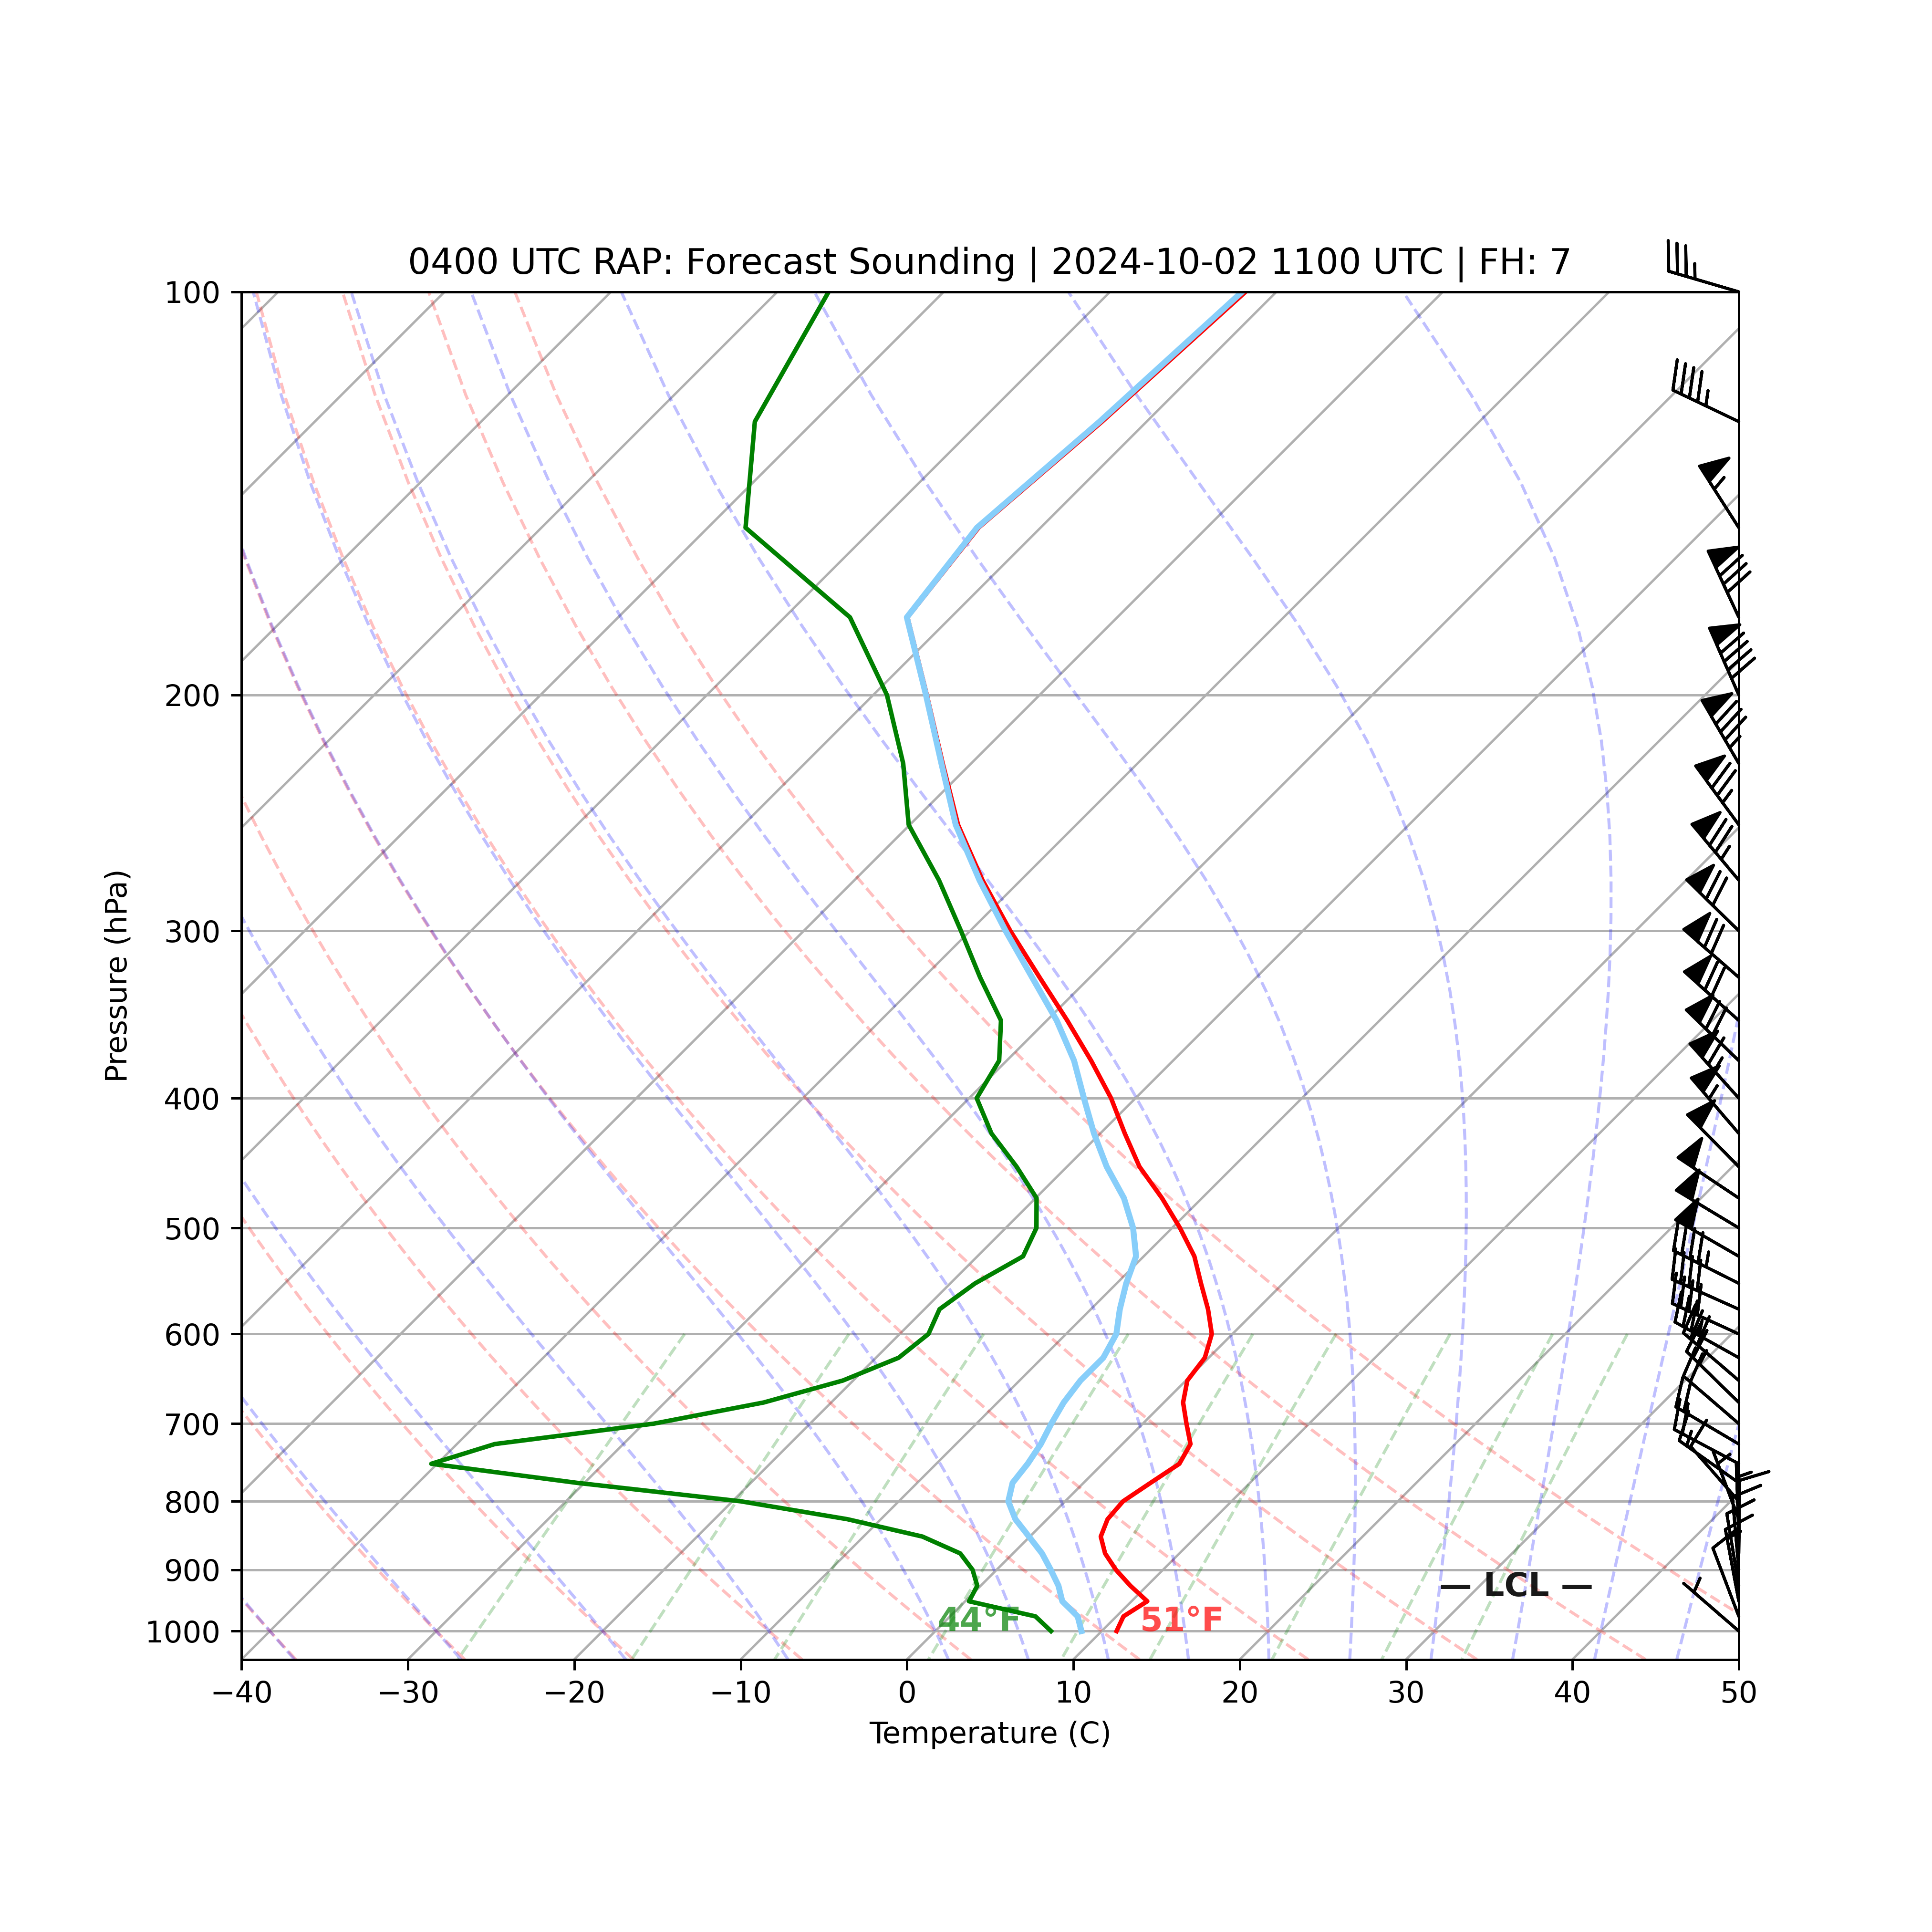 0400 UTC RAP: Forecast Sounding | 2024-10-02 1100 UTC | FH: 7
100
200
300
400
500
600
700
800
900
1000
Pressure (hPa)
— LCL —
44°F
51°F
−40 −30 −20 −10 0 10 20 30 40 50
Temperature (C)